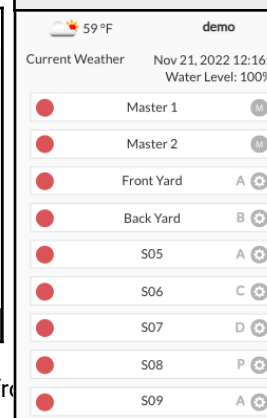 59 °F demo
Current Weather Nov 21, 2022 12:16:
Water Level: 100%
Master 1 M
Master 2 M
Front Yard A
Back Yard B
S05 A
S06 C
S07 D
S08 P
S09 A